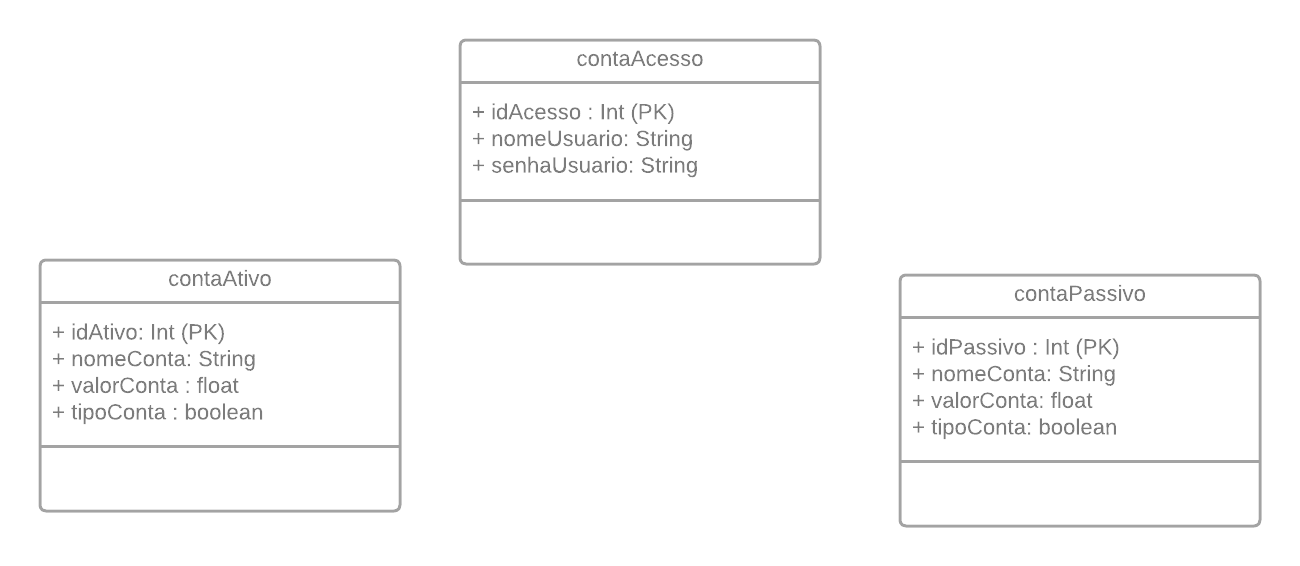 contaAcesso
+ idAcesso : Int (PK)
+ nomeUsuario: String
+ senhaUsuario: String
contaAtivo
+ idAtivo: Int (PK)
+ nomeConta: String
+ valorConta : float
+ tipoConta : boolean
contaPassivo
+ idPassivo : Int (PK)
+ nomeConta: String
+ valorConta: float
+ tipoConta: boolean